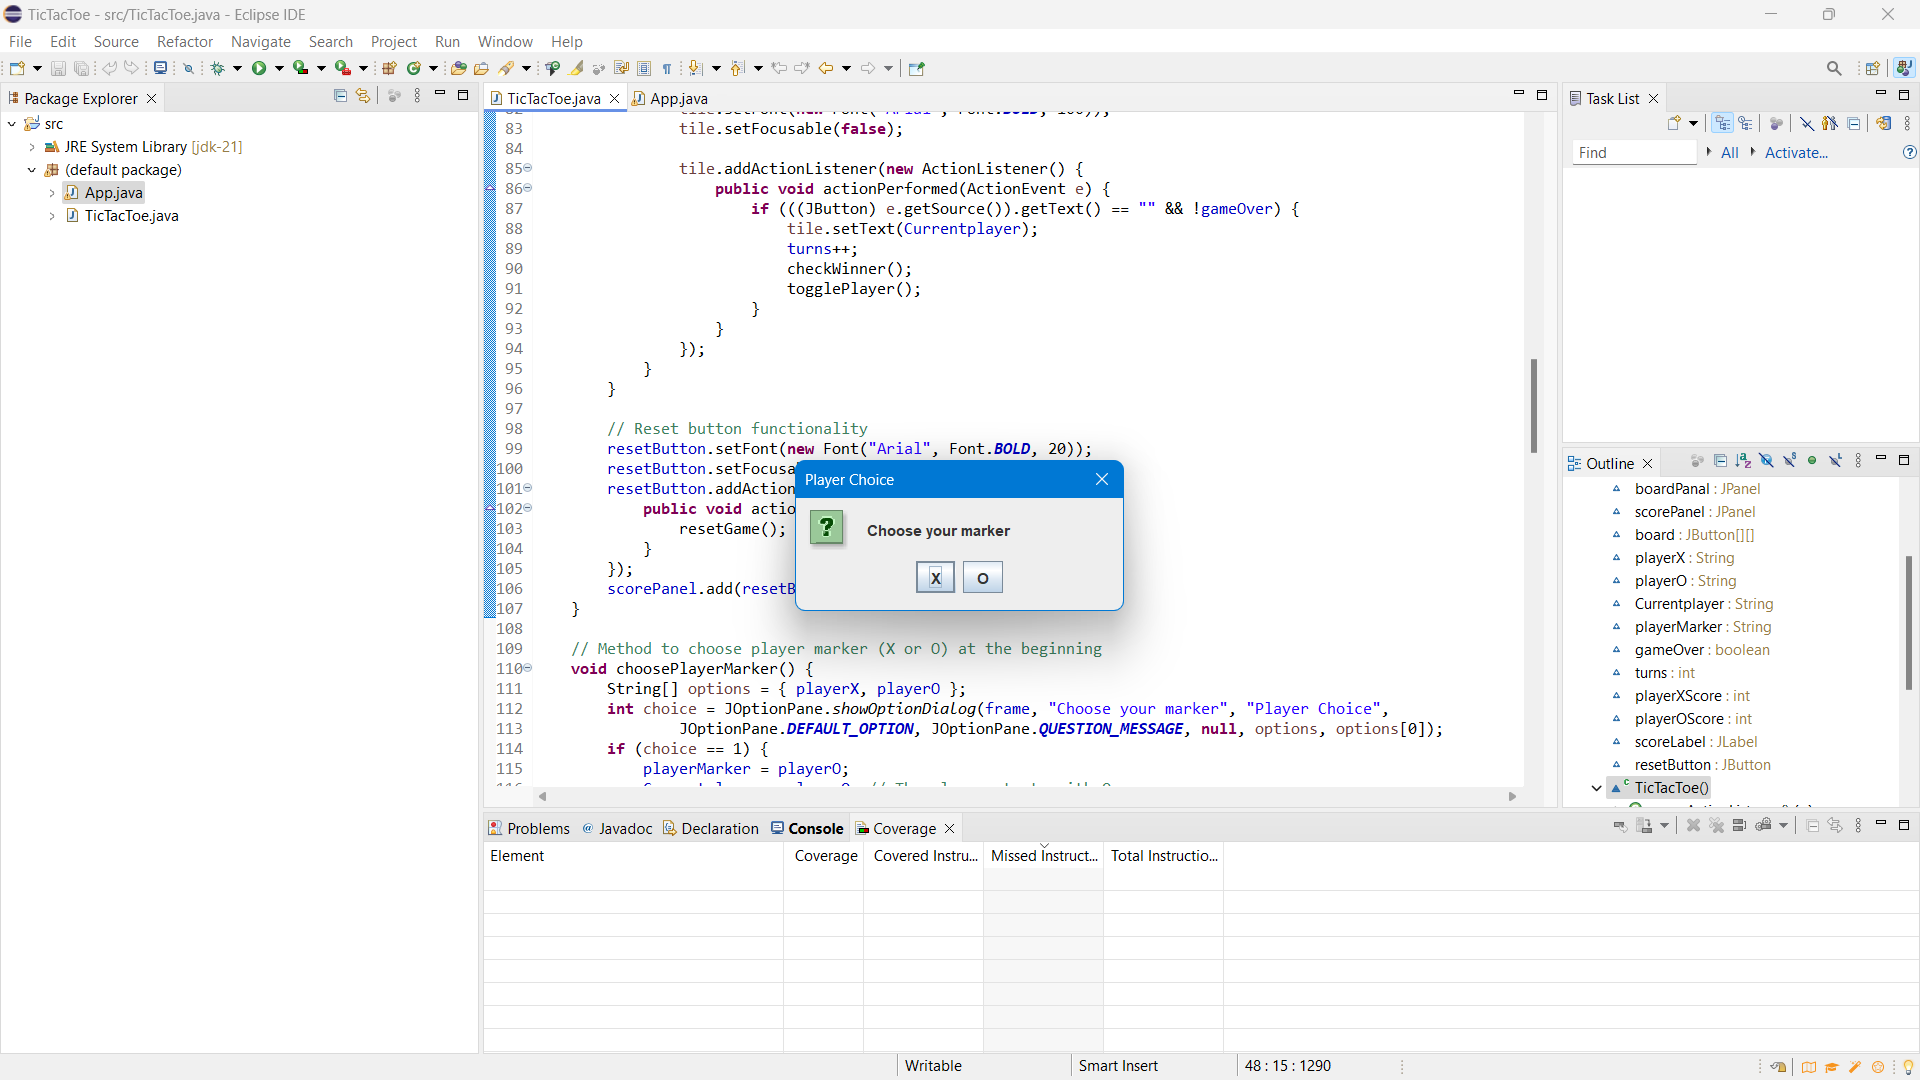 TicTacToe - src/TicTacToe.java - Eclipse IDE
File Edit Source Refactor Navigate Search Project Run Window Help
Package Explorer
src
JRE System Library [jdk-21]
(default package)
App.java
TicTacToe.java
TicTacToe.java App.java
83 tile.setFocusable(false);
84
85 tile.addActionListener(new ActionListener() {
86 public void actionPerformed(ActionEvent e) {
87 if (((JButton) e.getSource()).getText() == "" && !gameOver) {
88 tile.setText(Currentplayer);
89 turns++;
90 checkWinner();
91 togglePlayer();
92 }
93 }
94 });
95 }
96 }
97
98 // Reset button functionality
99 resetButton.setFont(new Font("Arial", Font.BOLD, 20));
100 resetButton.setFocusa
101 resetButton.addAction
102 public void actio
103 resetGame();
104 }
105 });
106 scorePanel.add(resetB
107 }
108
109 // Method to choose player marker (X or O) at the beginning
110 void choosePlayerMarker() {
111 String[] options = { playerX, playerO };
112 int choice = JOptionPane.showOptionDialog(frame, "Choose your marker", "Player Choice",
113 JOptionPane.DEFAULT_OPTION, JOptionPane.QUESTION_MESSAGE, null, options, options[0]);
114 if (choice == 1) {
115 playerMarker = playerO;
Player Choice
Choose your marker
X O
Task List
Find All Activate...
Outline
boardPanal : JPanel
scorePanel : JPanel
board : JButton[][]
playerX : String
playerO : String
Currentplayer : String
playerMarker : String
gameOver : boolean
turns : int
playerXScore : int
playerOScore : int
scoreLabel : JLabel
resetButton : JButton
TicTacToe()
Problems Javadoc Declaration Console Coverage
Element Coverage Covered Instru... Missed Instruct... Total Instructio...
Writable Smart Insert 48 : 15 : 1290